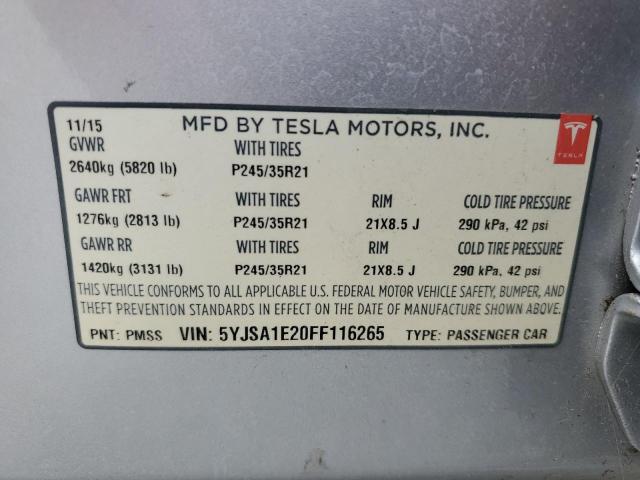 11/15 MFD BY TESLA MOTORS, INC.
TESLA
GVWR WITH TIRES
2640kg (5820 lb) P245/35R21
GAWR FRT WITH TIRES RIM COLD TIRE PRESSURE
1276kg (2813 lb) P245/35R21 21X8.5 J 290 kPa, 42 psi
GAWR RR WITH TIRES RIM COLD TIRE PRESSURE
1420kg (3131 lb) P245/35R21 21X8.5 J 290 kPa, 42 psi
THIS VEHICLE CONFORMS TO ALL APPLICABLE U.S. FEDERAL MOTOR VEHICLE SAFETY, BUMPER, AND
THEFT PREVENTION STANDARDS IN EFFECT ON THE DATE OF MANUFACTURE SHOWN ABOVE.
PNT: PMSS VIN: 5YJSA1E20FF116265 TYPE: PASSENGER CAR